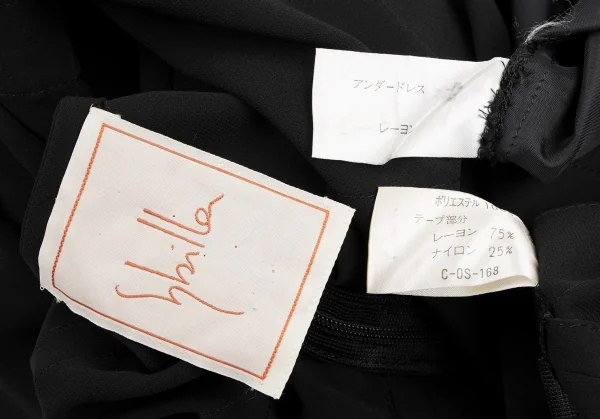 Sybilla
アンダードレス
レーヨ
ポリエステル
テープ部分
レーヨン 75%
ナイロン 25%
C-OS-168